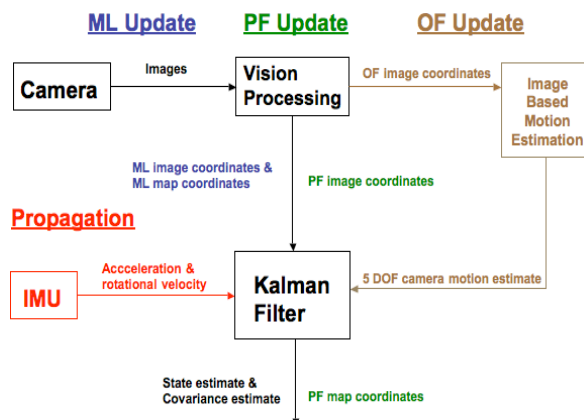 ML Update PF Update OF Update
Images
Camera
Vision
Processing
OF Image coordinates
Image
Based
Motion
Estimation
ML image coordinates &
ML map coordinates
PF image coordinates
Propagation
IMU
Accceleration &
rotational velocity
Kalman
Filter
5 DOF camera motion estimate
State estimate &
Covariance estimate
PF map coordinates